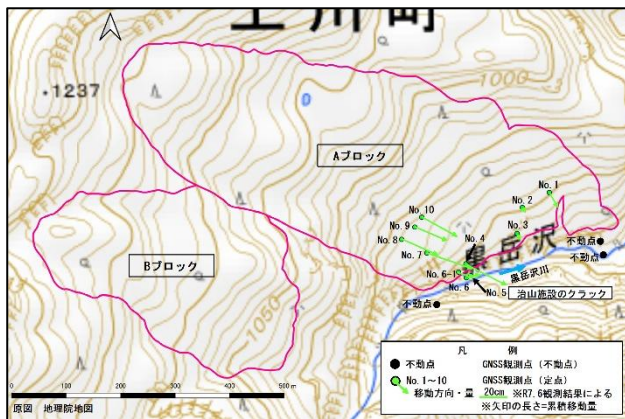 上川町
・1237
1000
0
Aブロック
No. 1
No. 2
No. 10
No. 9
No. 3
No. 8
No. 4
黒岳沢
不動点
No. 7
不動点
Bブロック
No. 6-1
黒岳沢川
No. 6
No. 5
治山施設のクラック
不動点
1050
凡 例
不動点 GNSS観測点（不動点）
No. 1～10 GNSS観測点（定点）
移動方向・量 20cm ※R7.6観測結果による
※矢印の長さ=累積移動量
0 100 200 300 400 500 m
原図 地理院地図